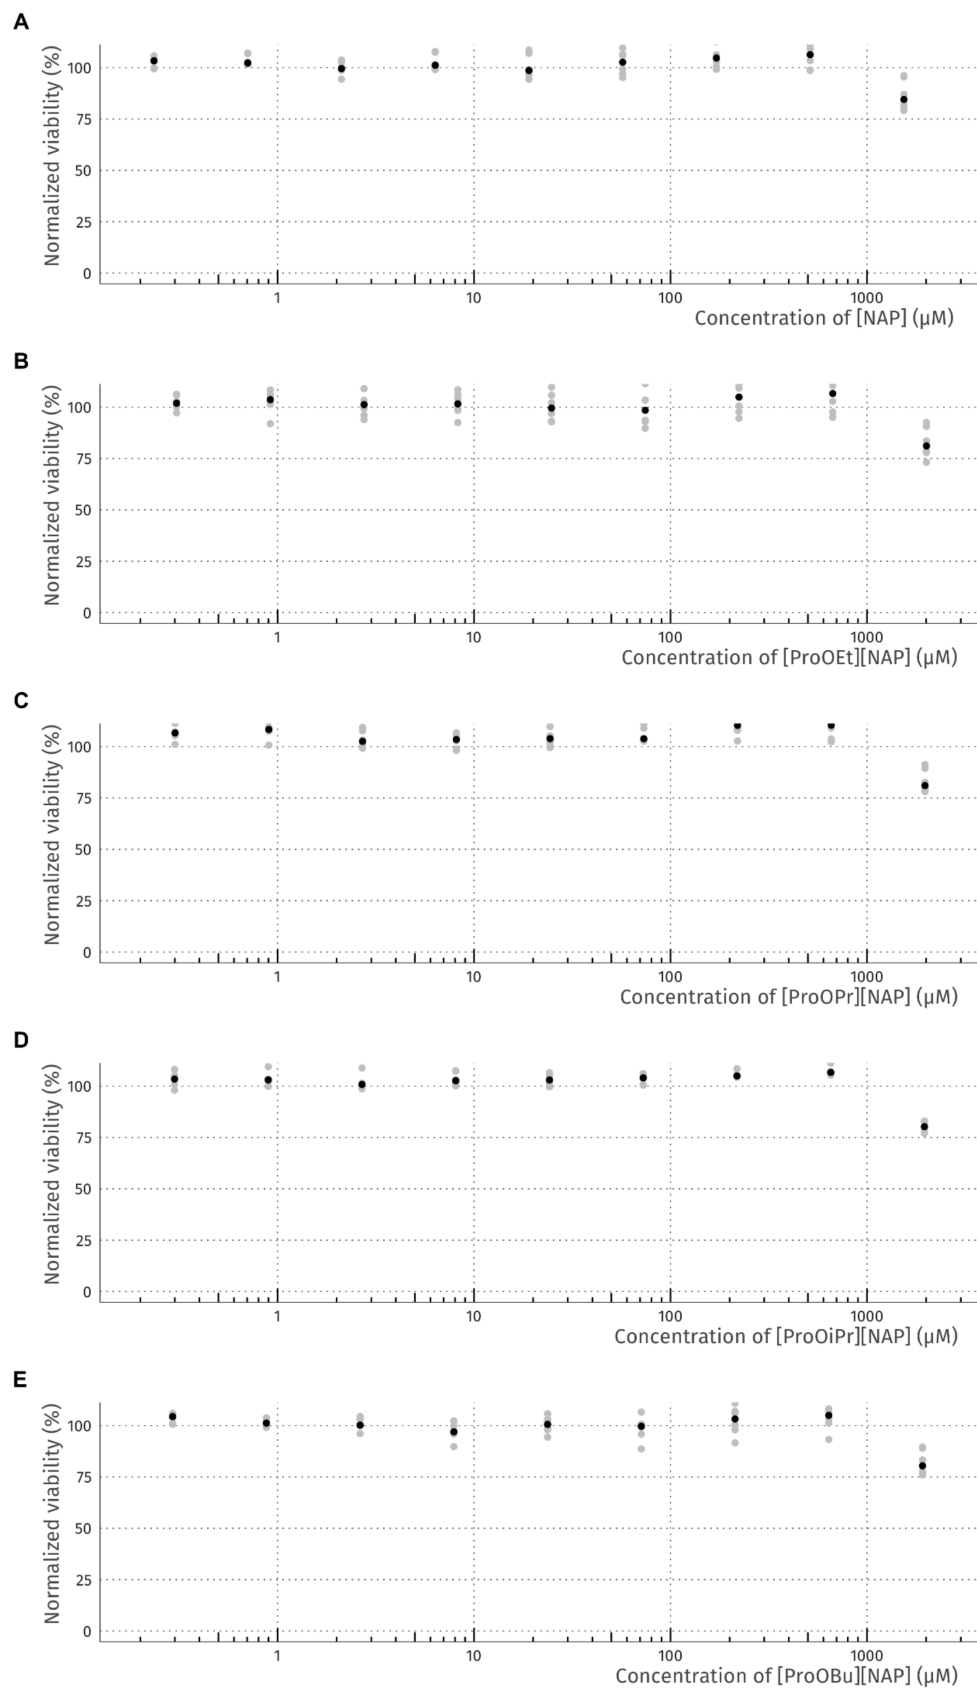 A
Normalized viability (%)
100
75
50
25
0
1 10 100 1000
Concentration of [NAP] (µM)
B
Normalized viability (%)
100
75
50
25
0
1 10 100 1000
Concentration of [ProOEt][NAP] (µM)
C
Normalized viability (%)
100
75
50
25
0
1 10 100 1000
Concentration of [ProOPr][NAP] (µM)
D
Normalized viability (%)
100
75
50
25
0
1 10 100 1000
Concentration of [ProOiPr][NAP] (µM)
E
Normalized viability (%)
100
75
50
25
0
1 10 100 1000
Concentration of [ProOBu][NAP] (µM)